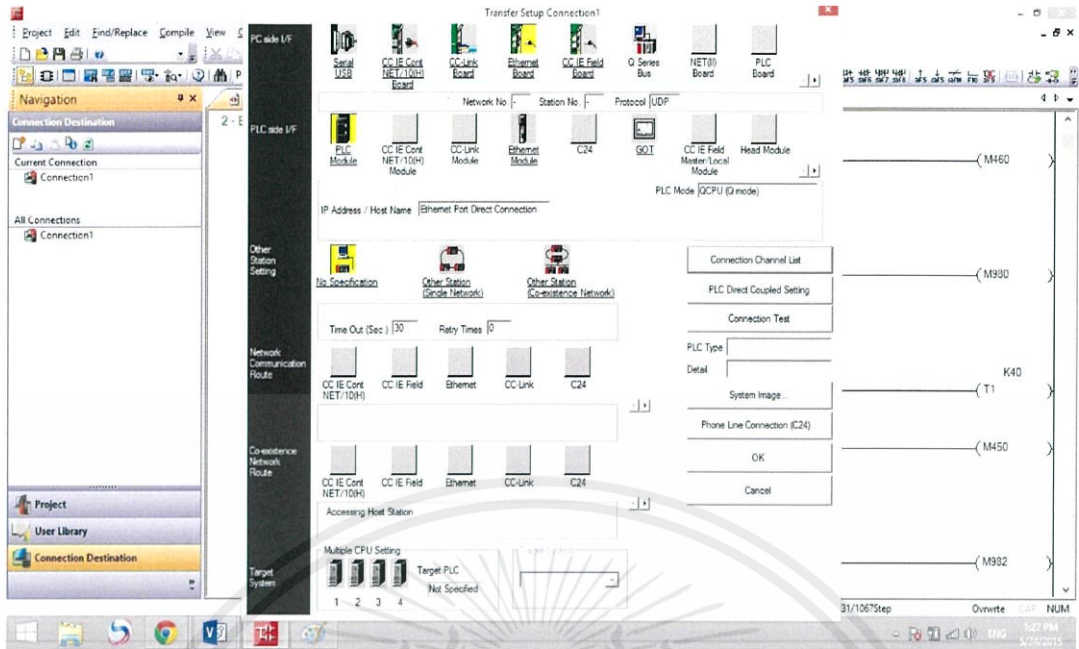 Transfer Setup Connection1
Project Edit Find/Replace Compile View
Navigation
Connection Destination
Current Connection
Connection1
All Connections
Connection1
Project
User Library
Connection Destination
2 -
PC side I/F
Serial USB
CC IE Cont NET/10(H) Board
CC-Link Board
Ethernet Board
CC IE Field Board
Q Series Bus
NET(II) Board
PLC Board
Network No. - Station No. - Protocol UDP
PLC side I/F
PLC Module
CC IE Cont NET/10(H) Module
CC-Link Module
Ethernet Module
C24
GOT
CC IE Field Master/Local Module
Head Module
PLC Mode QCPU (Q mode)
IP Address / Host Name Ethernet Port Direct Connection
Other Station Setting
No Specification
Other Station (Single Network)
Other Station (Co-existence Network)
Time Out (Sec.) 30 Retry Times 0
Connection Channel List
PLC Direct Coupled Setting
Connection Test
PLC Type
Detail
System Image...
Phone Line Connection (C24)
OK
Cancel
Network Communication Route
CC IE Cont NET/10(H)
CC IE Field
Ethernet
CC-Link
C24
Co-existence Network Route
CC IE Cont NET/10(H)
CC IE Field
Ethernet
CC-Link
C24
Accessing Host Station
Target System
Multiple CPU Setting
1 2 3 4
Target PLC
Not Specified
M460
M980
K40
T1
M450
M982
31/1067Step
Ovrwrte CAP NUM
ENG
1:27 PM
5/24/2015